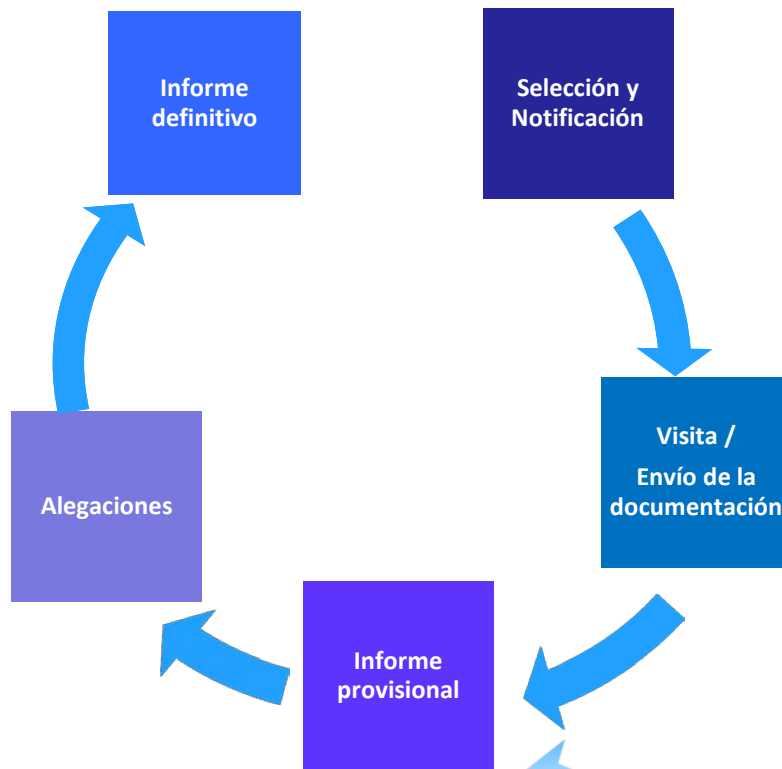 Informe
definitivo
Selección y
Notificación
Visita /
Envío de la
documentación
Alegaciones
Informe
provisional